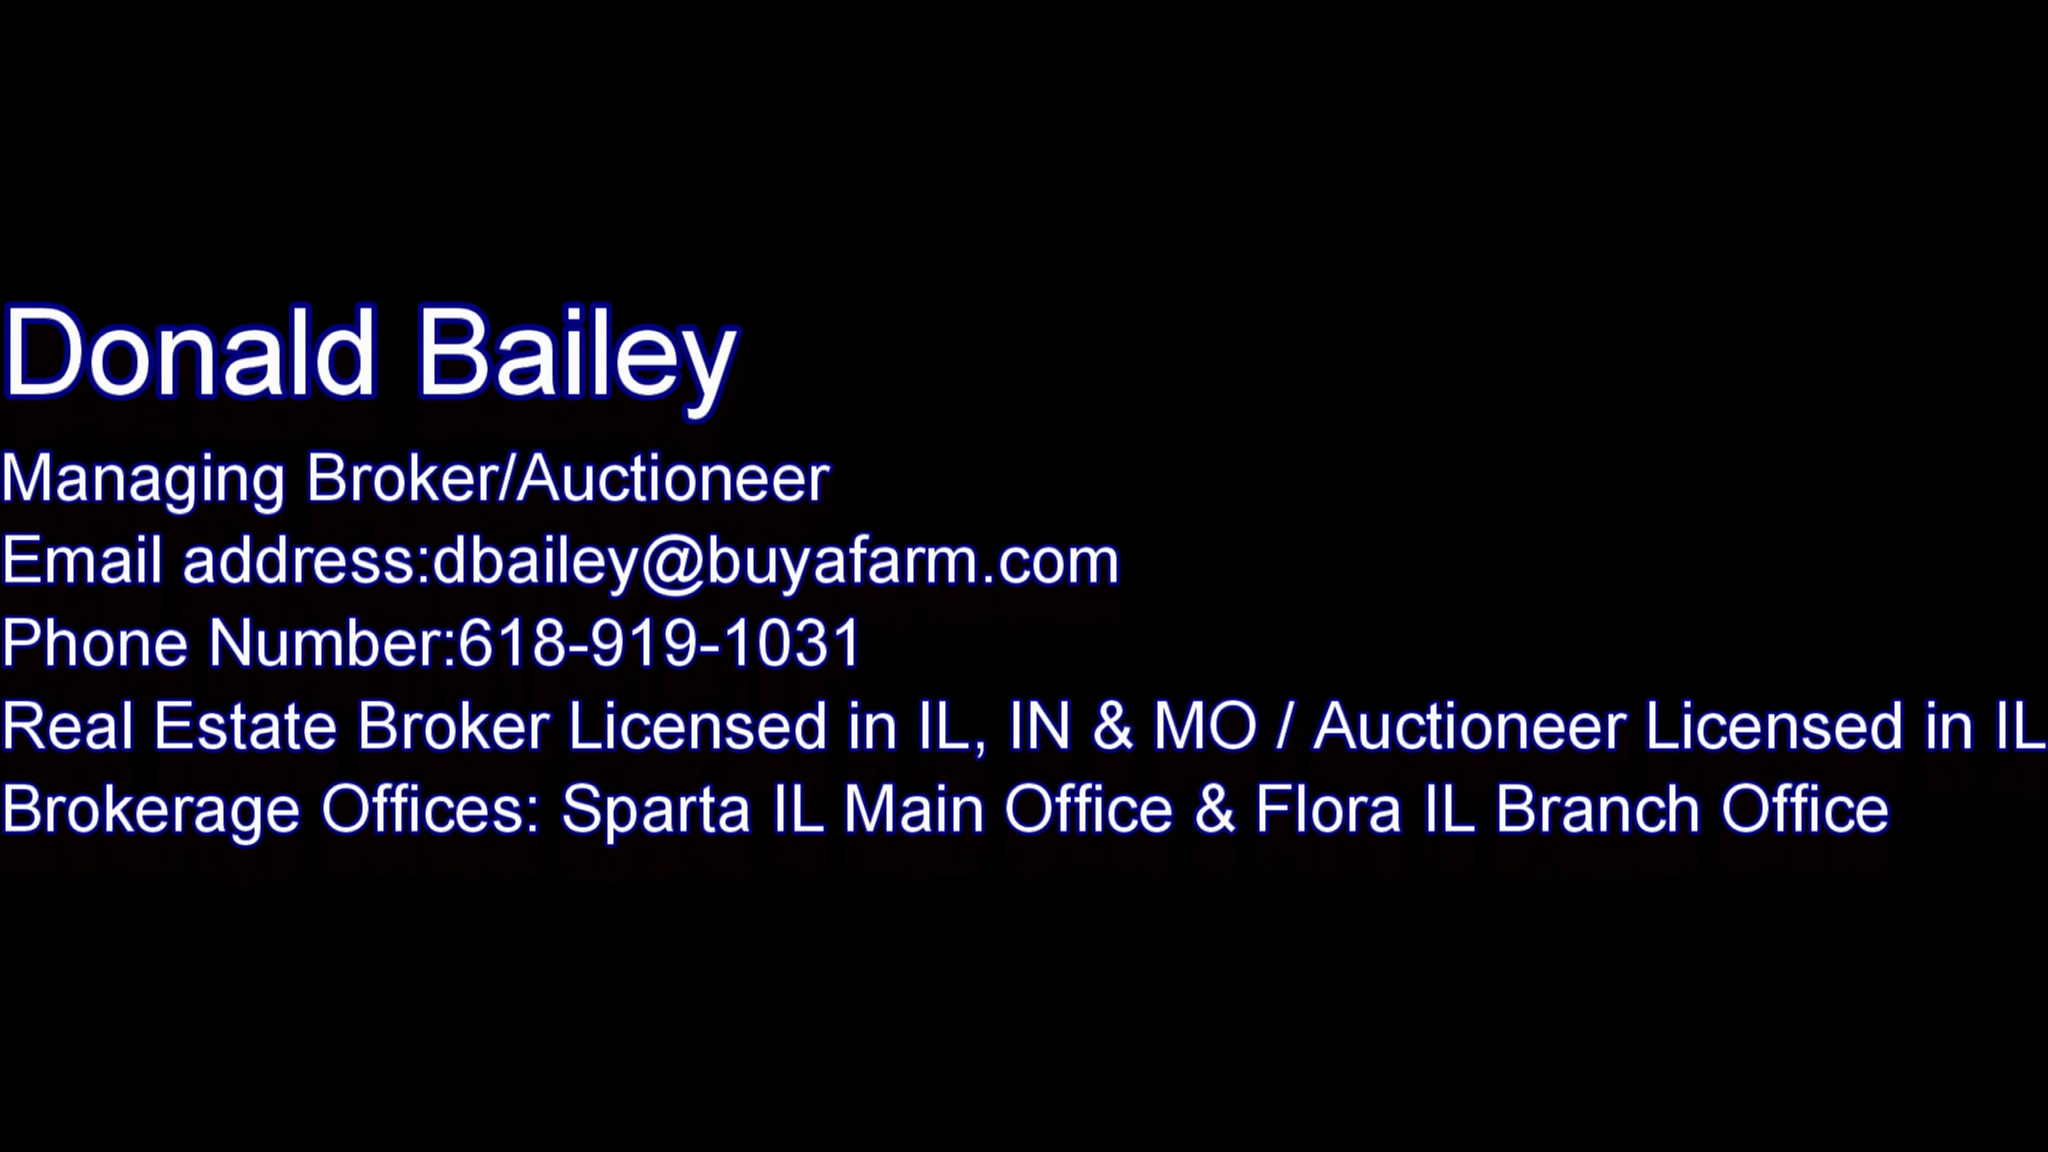 Donald Bailey
Managing Broker/Auctioneer
Email address:dbailey@buyafarm.com
Phone Number:618-919-1031
Real Estate Broker Licensed in IL, IN & MO / Auctioneer Licensed in IL
Brokerage Offices: Sparta IL Main Office & Flora IL Branch Office